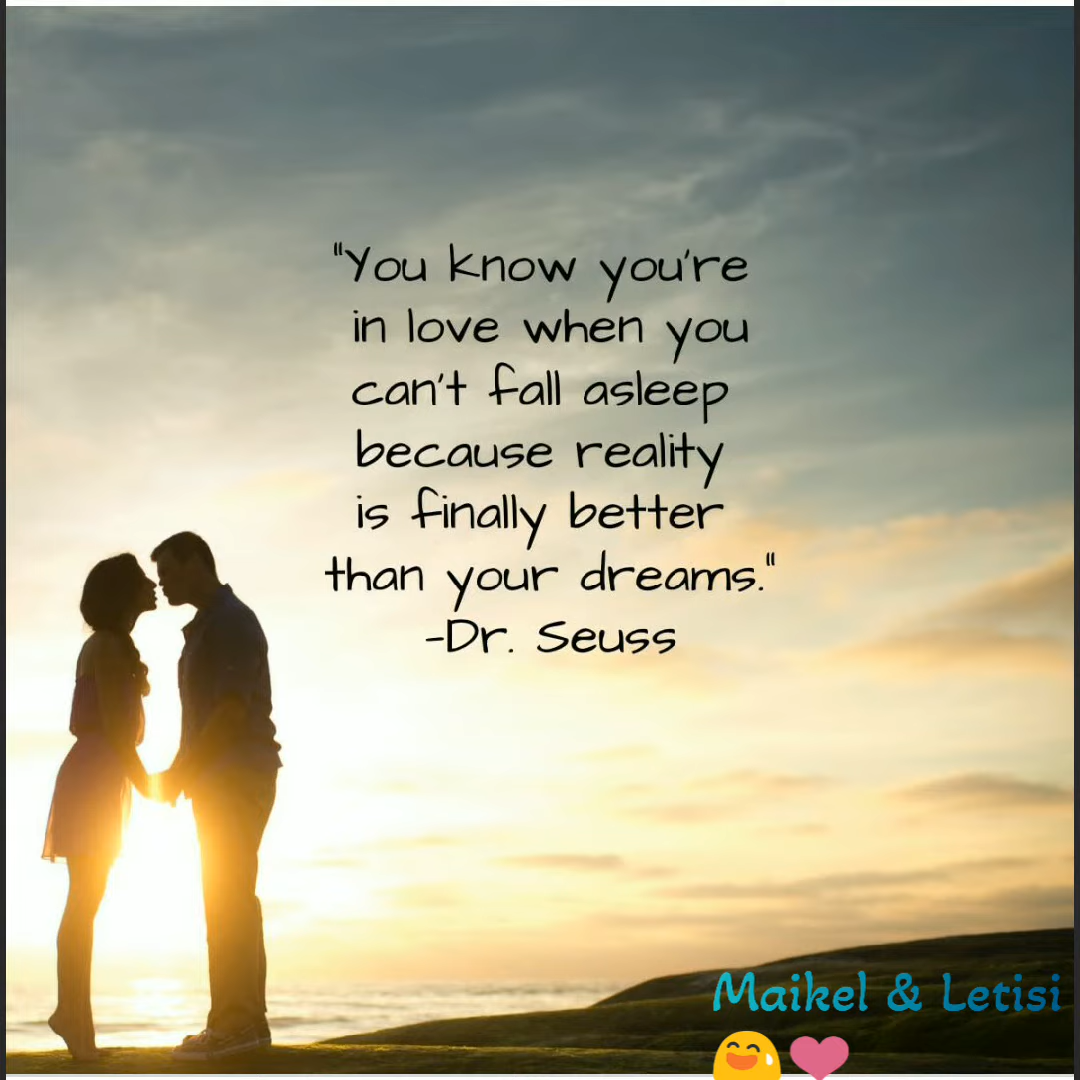 "You know you're
in love when you
can't fall asleep
because reality
is finally better
than your dreams."
-Dr. Seuss
Maikel & Letisi
😅🩷